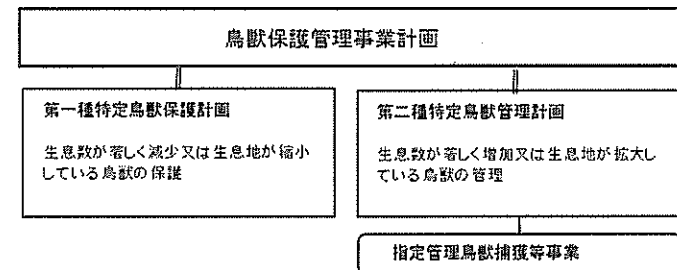 鳥獣保護管理事業計画
第一種特定鳥獣保護計画
生息数が著しく減少又は生息地が縮小
している鳥獣の保護
第二種特定鳥獣管理計画
生息数が著しく増加又は生息地が拡大し
ている鳥獣の管理
指定管理鳥獣捕獲等事業